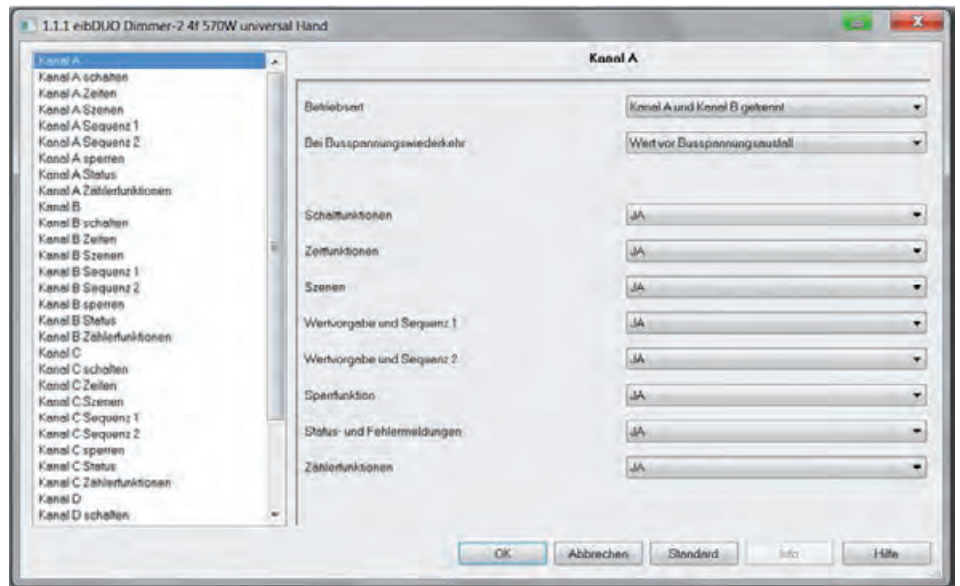 1.1.1 eibDUO Dimmer-2 4f 570W universal Hand
Kanal A
Kanal A schalten
Kanal A Zeiten
Kanal A Szenen
Kanal A Sequenz 1
Kanal A Sequenz 2
Kanal A sperren
Kanal A Status
Kanal A Zählerfunktionen
Kanal B
Kanal B schalten
Kanal B Zeiten
Kanal B Szenen
Kanal B Sequenz 1
Kanal B Sequenz 2
Kanal B sperren
Kanal B Status
Kanal B Zählerfunktionen
Kanal C
Kanal C schalten
Kanal C Zeiten
Kanal C Szenen
Kanal C Sequenz 1
Kanal C Sequenz 2
Kanal C sperren
Kanal C Status
Kanal C Zählerfunktionen
Kanal D
Kanal D schalten
Kanal A
Betriebsart Kanal A und Kanal B getrennt
Bei Busspannungswiederkehr Wert vor Busspannungsausfall
Schaltfunktionen JA
Zeitfunktionen JA
Szenen JA
Wertvorgabe und Sequenz 1 JA
Wertvorgabe und Sequenz 2 JA
Sperrfunktion JA
Status- und Fehlermeldungen JA
Zählerfunktionen JA
OK Abbrechen Standard Info Hilfe